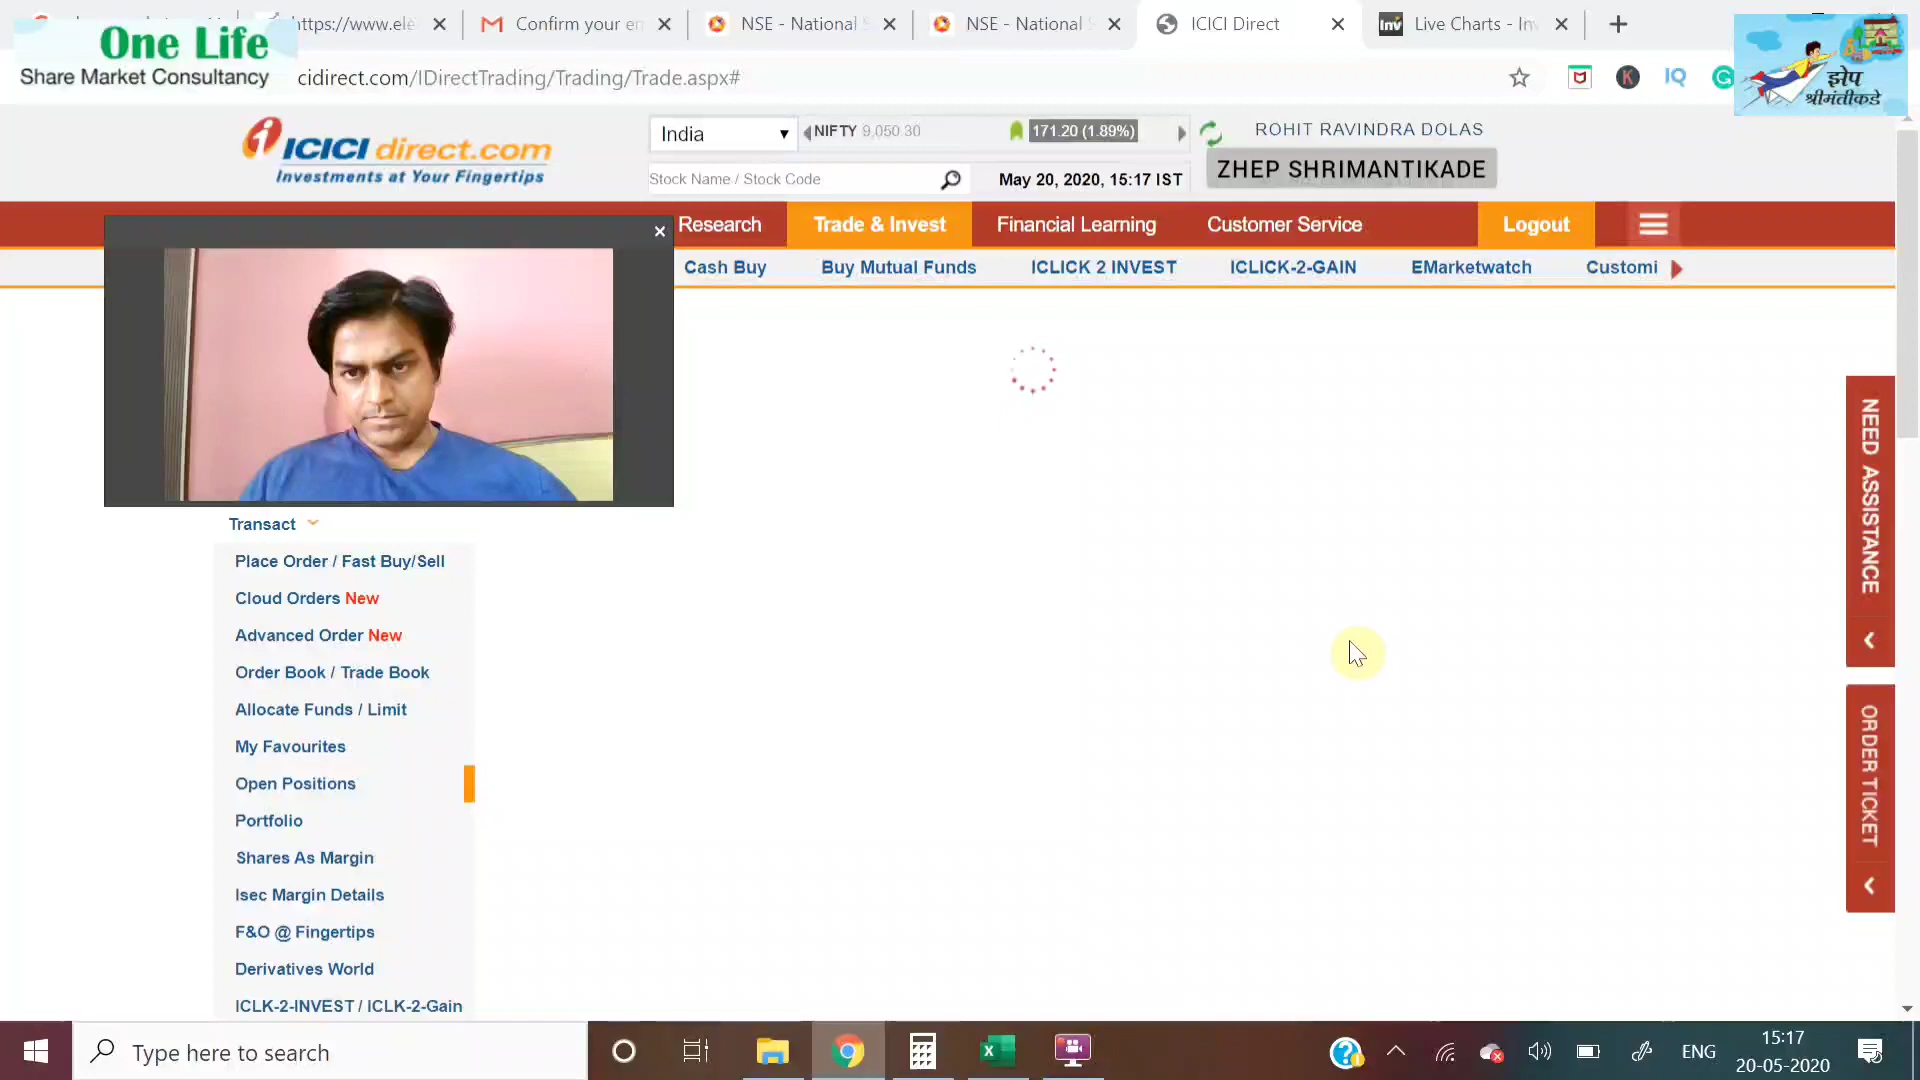 https://www.ele
Confirm your em
NSE - National S
NSE - National S
ICICI Direct
Live Charts - Inv
One Life
Share Market Consultancy
cidirect.com/IDirectTrading/Trading/Trade.aspx#
IQ
झेप
श्रीमंतीकडे
ICICI direct.com
Investments at Your Fingertips
India
NIFTY 9,050.30
171.20 (1.89%)
ROHIT RAVINDRA DOLAS
Stock Name / Stock Code
May 20, 2020, 15:17 IST
ZHEP SHRIMANTIKADE
Research
Trade & Invest
Financial Learning
Customer Service
Logout
Cash Buy
Buy Mutual Funds
ICLICK 2 INVEST
ICLICK-2-GAIN
EMarketwatch
Customi
Transact
Place Order / Fast Buy/Sell
Cloud Orders New
Advanced Order New
Order Book / Trade Book
Allocate Funds / Limit
My Favourites
Open Positions
Portfolio
Shares As Margin
Isec Margin Details
F&O @ Fingertips
Derivatives World
ICLK-2-INVEST / ICLK-2-Gain
NEED ASSISTANCE
ORDER TICKET
Type here to search
ENG
15:17
20-05-2020